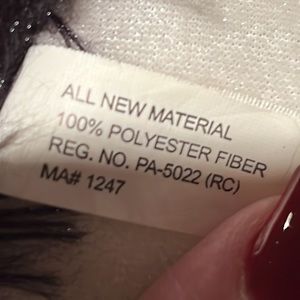 ALL NEW MATERIAL
100% POLYESTER FIBER
REG. NO. PA-5022 (RC)
MA# 1247